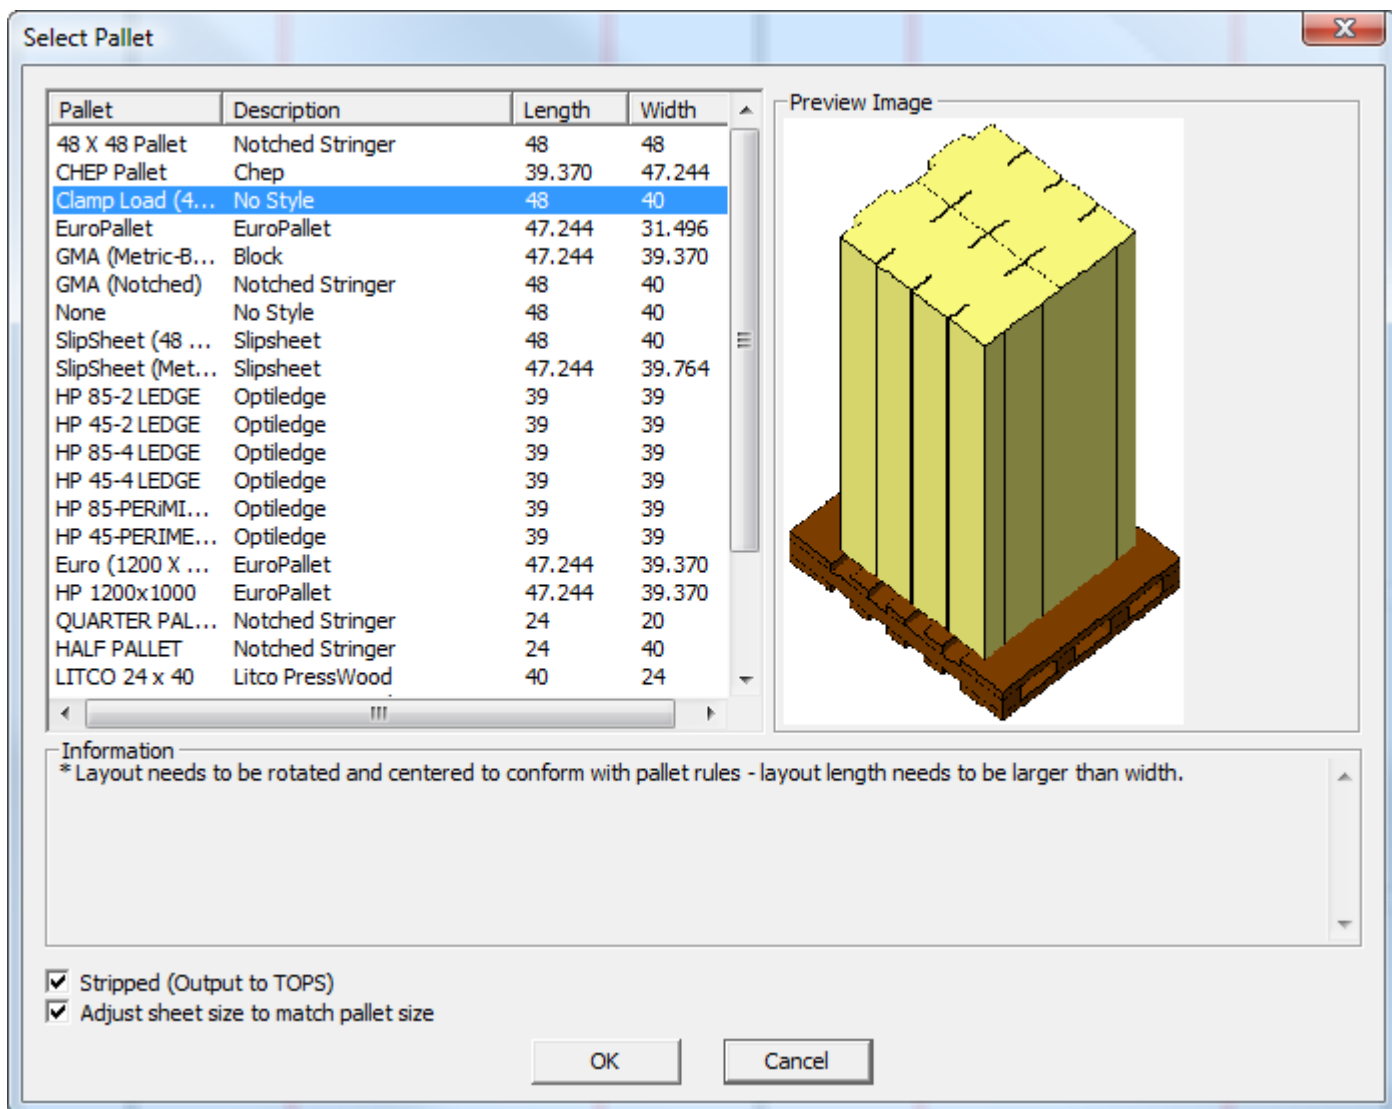 Select Pallet
Pallet Description Length Width
48 X 48 Pallet Notched Stringer 48 48
CHEP Pallet Chep 39.370 47.244
Clamp Load (4... No Style 48 40
EuroPallet EuroPallet 47.244 31.496
GMA (Metric-B... Block 47.244 39.370
GMA (Notched) Notched Stringer 48 40
None No Style 48 40
SlipSheet (48 ... Slipsheet 48 40
SlipSheet (Met... Slipsheet 47.244 39.764
HP 85-2 LEDGE Optiledge 39 39
HP 45-2 LEDGE Optiledge 39 39
HP 85-4 LEDGE Optiledge 39 39
HP 45-4 LEDGE Optiledge 39 39
HP 85-PERiMI... Optiledge 39 39
HP 45-PERIME... Optiledge 39 39
Euro (1200 X ... EuroPallet 47.244 39.370
HP 1200x1000 EuroPallet 47.244 39.370
QUARTER PAL... Notched Stringer 24 20
HALF PALLET Notched Stringer 24 40
LITCO 24 x 40 Litco PressWood 40 24
Preview Image
Information
* Layout needs to be rotated and centered to conform with pallet rules - layout length needs to be larger than width.
Stripped (Output to TOPS)
Adjust sheet size to match pallet size
OK Cancel